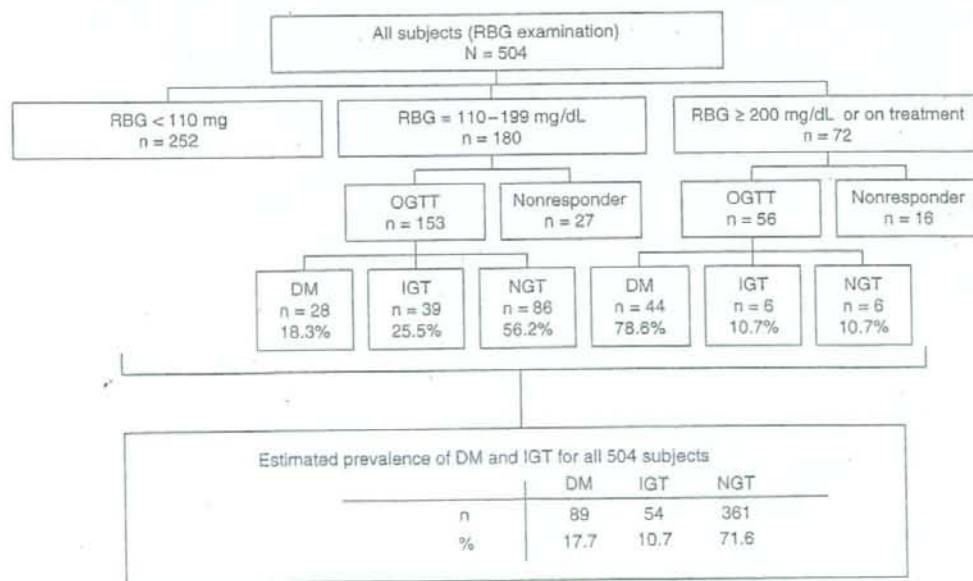 All subjects (RBG examination)
N = 504
RBG < 110 mg
n = 252
RBG = 110–199 mg/dL
n = 180
RBG ≥ 200 mg/dL or on treatment
n = 72
OGTT
n = 153
Nonresponder
n = 27
OGTT
n = 56
Nonresponder
n = 16
DM
n = 28
18.3%
IGT
n = 39
25.5%
NGT
n = 86
56.2%
DM
n = 44
78.6%
IGT
n = 6
10.7%
NGT
n = 6
10.7%
Estimated prevalence of DM and IGT for all 504 subjects
DM IGT NGT
n 89 54 361
% 17.7 10.7 71.6